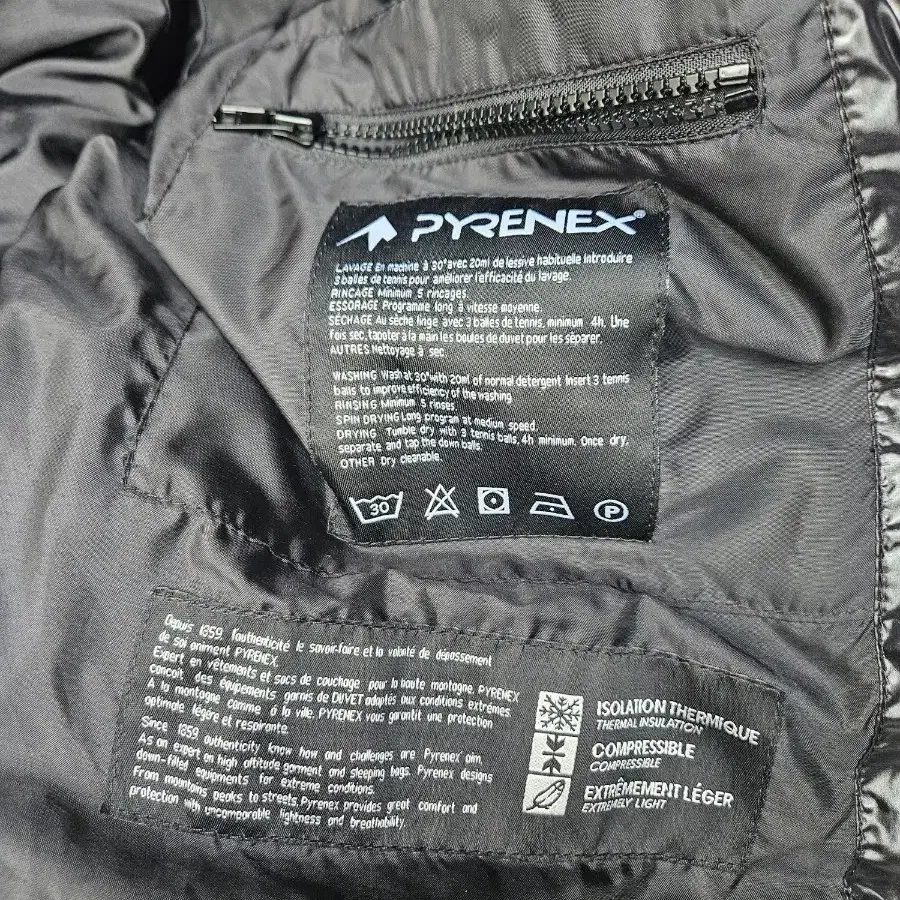 PYRENEX®
LAVAGE En machine à 30° avec 20ml de lessive habituelle introduire
3 balles de tennis pour améliorer l'efficacité du lavage.
RINCAGE Minimum 5 rincages.
ESSORAGE Programme long à vitesse moyenne.
SÉCHAGE Au sèche linge avec 3 balles de tennis, minimum 4h. Une
fois sec, tapoter à la main les boules de duvet pour les séparer.
AUTRES Nettoyage à sec.
WASHING Wash at 30° with 20ml of normal detergent Insert 3 tennis
balls to improve efficiency of the washing
RINSING Minimum 5 rinses.
SPIN DRYING Long program at medium speed.
DRYING Tumble dry with 3 tennis balls, 4h minimum. Once dry,
separate and tap the down balls.
OTHER Dry cleanable.
30 P
Depuis 1859, l'authenticité le savoir-faire et la volonté de dépassement
de soi animent PYRENEX.
Expert en vêtements et sacs de couchage pour la haute montagne, PYRENEX
concoit des équipements garnis de DUVET adaptés aux conditions extrêmes.
A la montagne comme à la ville, PYRENEX vous garantit une protection
optimale légère et respirante.
Since 1859 authenticity know how and challenges are Pyrenex' aim.
As an expert en high altitude garment and sleeping bags, Pyrenex designs
down-filled equipments for extreme conditions.
From mountains peaks to streets, Pyrenex provides great comfort and
protection with uncomparable lightness and breathability.
ISOLATION THERMIQUE
THERMAL INSULATION
COMPRESSIBLE
COMPRESSIBLE
EXTRÊMEMENT LÉGER
EXTREMELY LIGHT